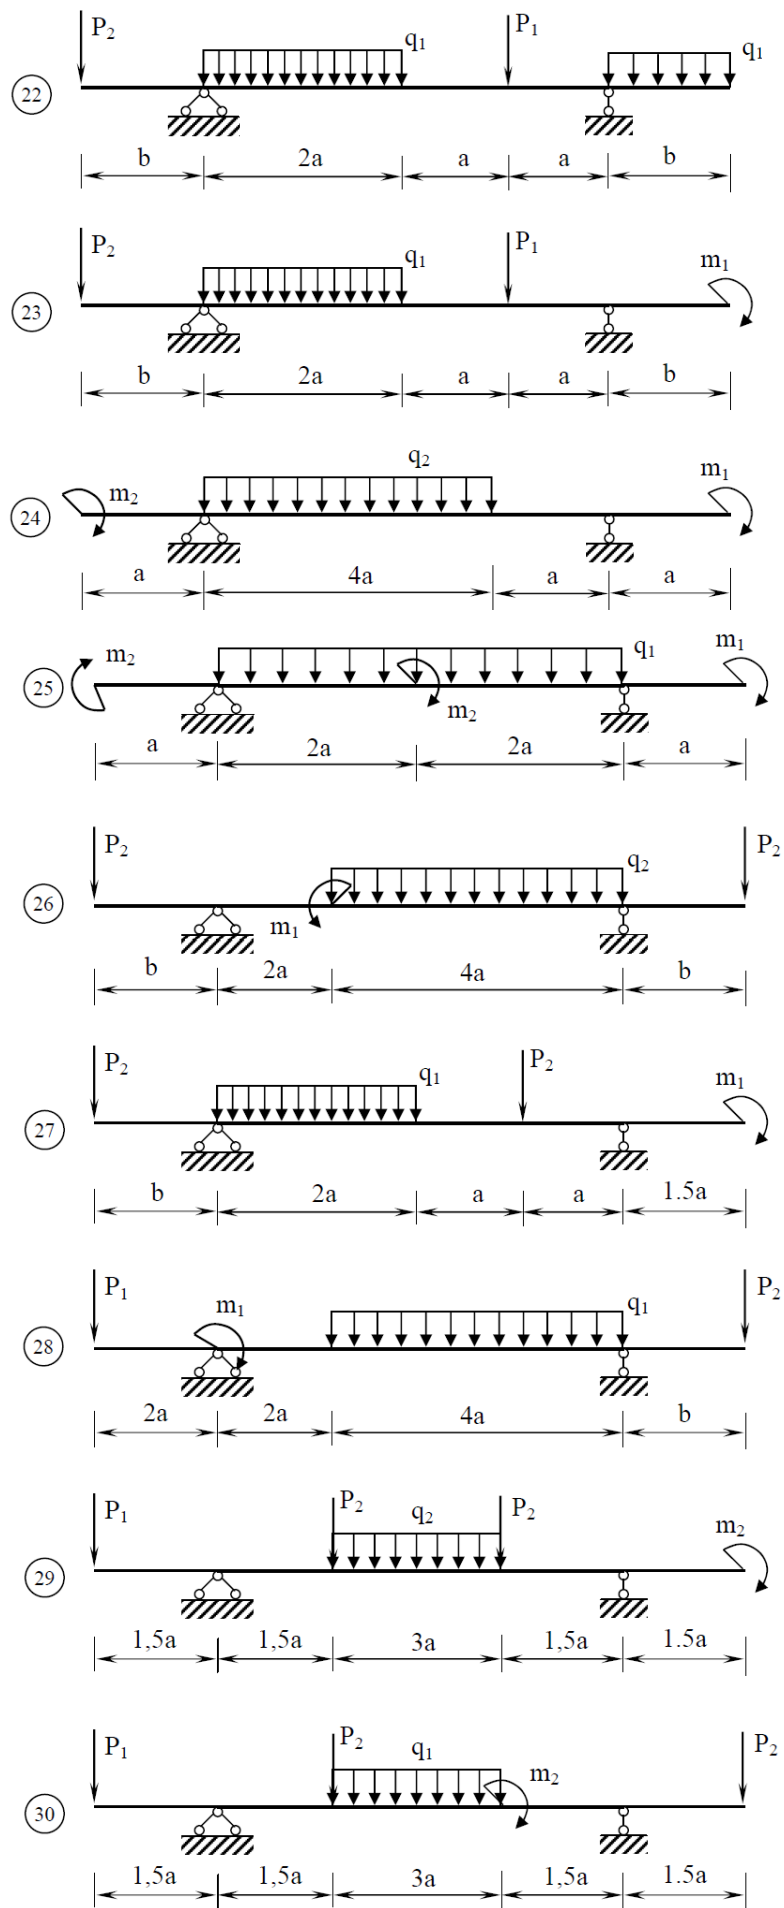 P2 q1 P1 q1
22
b 2a a a b
P2 q1 P1 m1
23
b 2a a a b
m2 q2 m1
24
a 4a a a
m2 q1 m1
25 m2
a 2a 2a a
P2 q2 P2
26 m1
b 2a 4a b
P2 q1 P2 m1
27
b 2a a a 1.5a
P1 m1 q1 P2
28
2a 2a 4a b
P1 P2 q2 P2 m2
29
1,5a 1,5a 3a 1,5a 1.5a
P1 P2 q1 m2 P2
30
1,5a 1,5a 3a 1,5a 1.5a